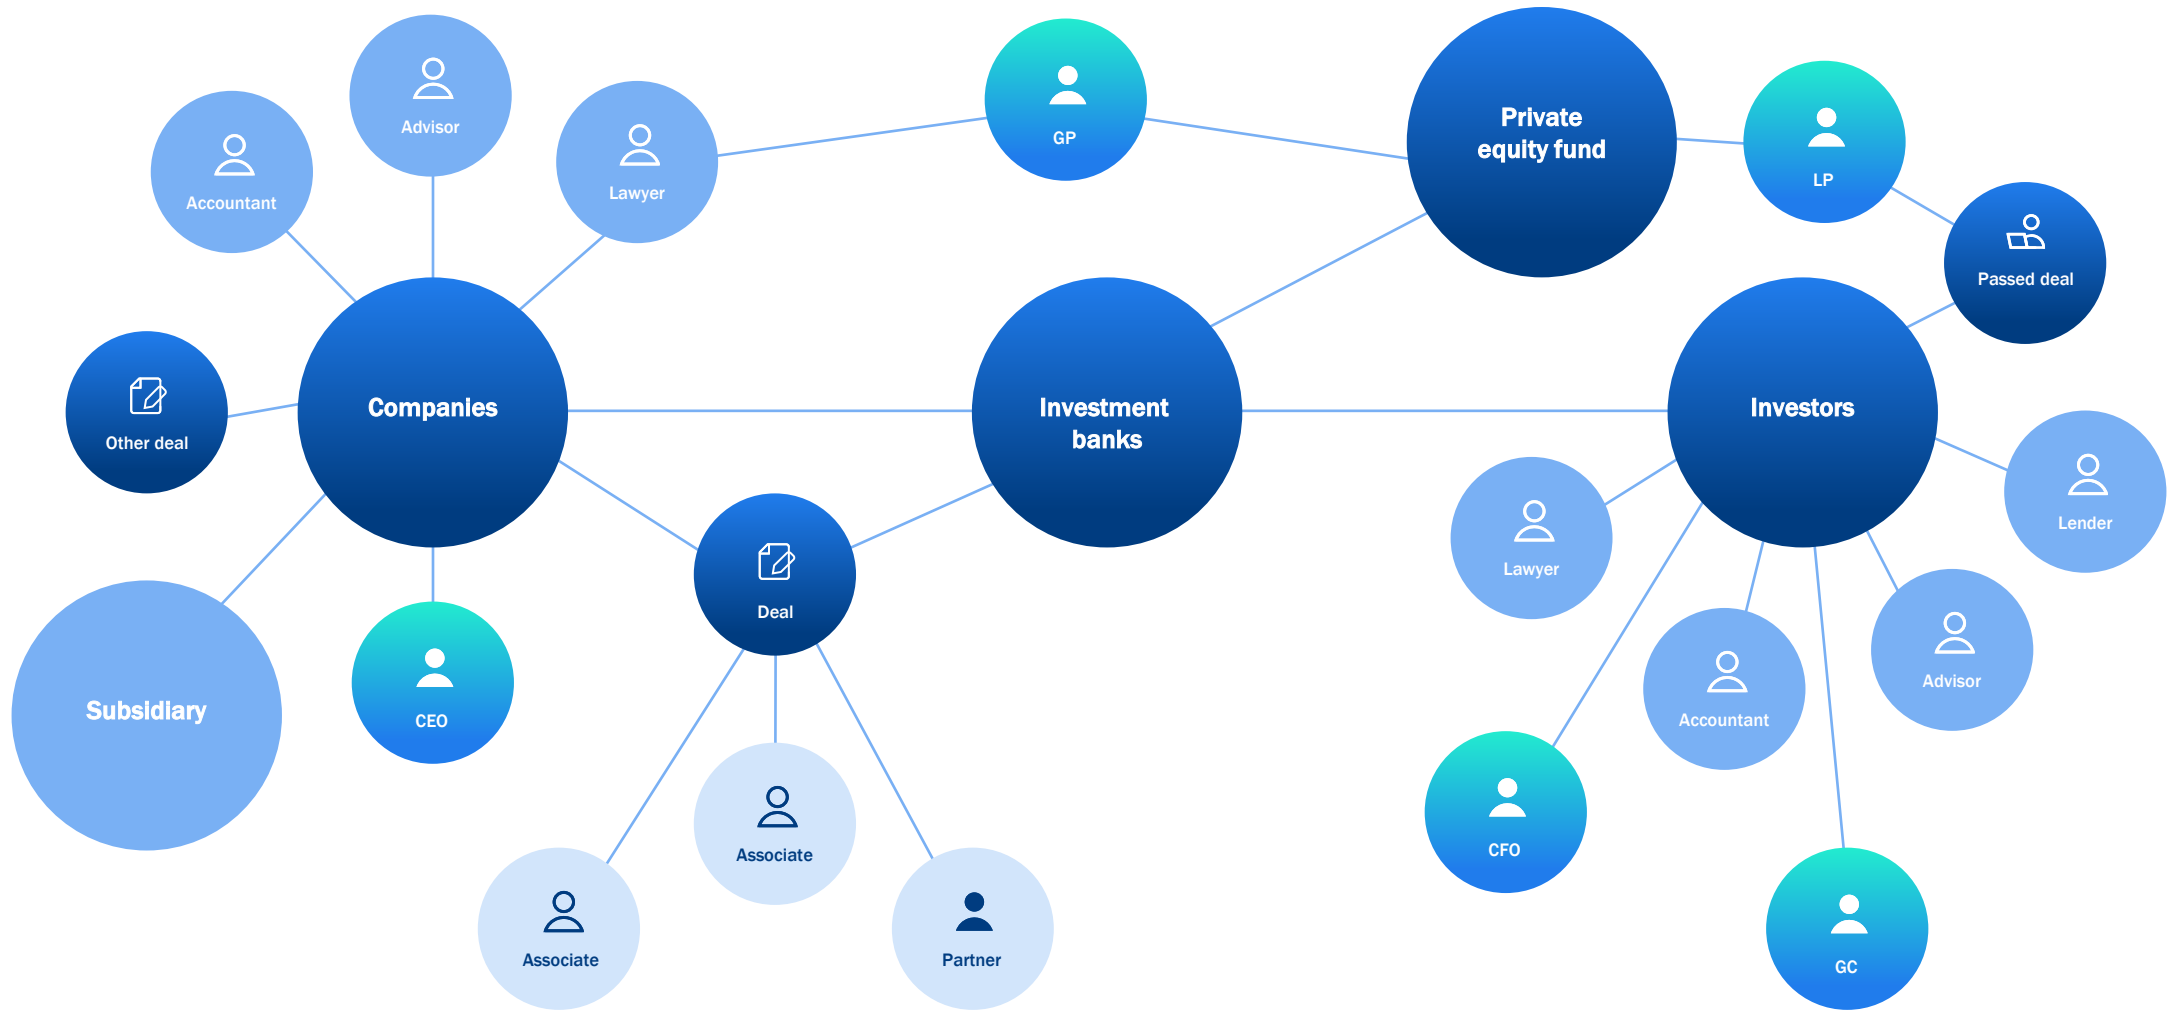 Advisor
GP
Private
equity fund
LP
Accountant
Lawyer
Passed deal
Companies
Investment
banks
Investors
Other deal
Lender
Lawyer
Deal
Subsidiary
CEO
Advisor
Accountant
Associate
CFO
Associate
Partner
GC